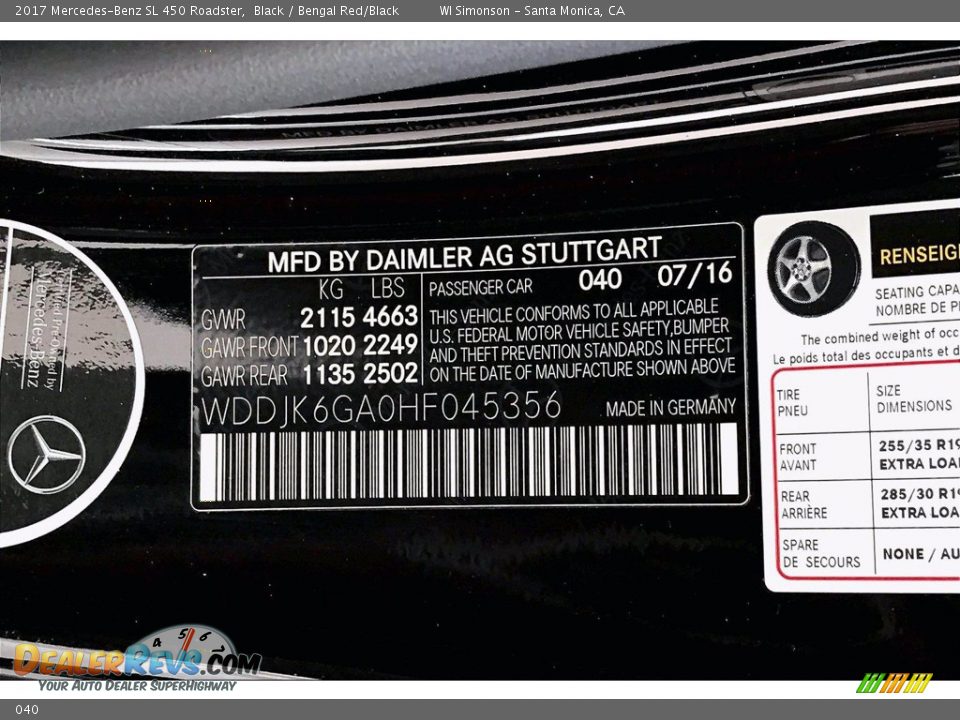 2017 Mercedes-Benz SL 450 Roadster, Black / Bengal Red/Black WI Simonson - Santa Monica, CA
MFD BY DAIMLER AG STUTTGART
KG LBS
GVWR 2115 4663
GAWR FRONT 1020 2249
GAWR REAR 1135 2502
PASSENGER CAR 040 07/16
THIS VEHICLE CONFORMS TO ALL APPLICABLE
U.S. FEDERAL MOTOR VEHICLE SAFETY,BUMPER
AND THEFT PREVENTION STANDARDS IN EFFECT
ON THE DATE OF MANUFACTURE SHOWN ABOVE
WDDJK6GA0HF045356 MADE IN GERMANY
Mercedes-Benz
RENSEIG
SEATING CAPA
NOMBRE DE P
The combined weight of occ
Le poids total des occupants et d
TIRE
PNEU
SIZE
DIMENSIONS
FRONT
AVANT
255/35 R19
EXTRA LOA
REAR
ARRIÈRE
285/30 R19
EXTRA LOA
SPARE
DE SECOURS
NONE / AU
4 5 6
DEALERREVS.COM
YOUR AUTO DEALER SUPERHIGHWAY
040